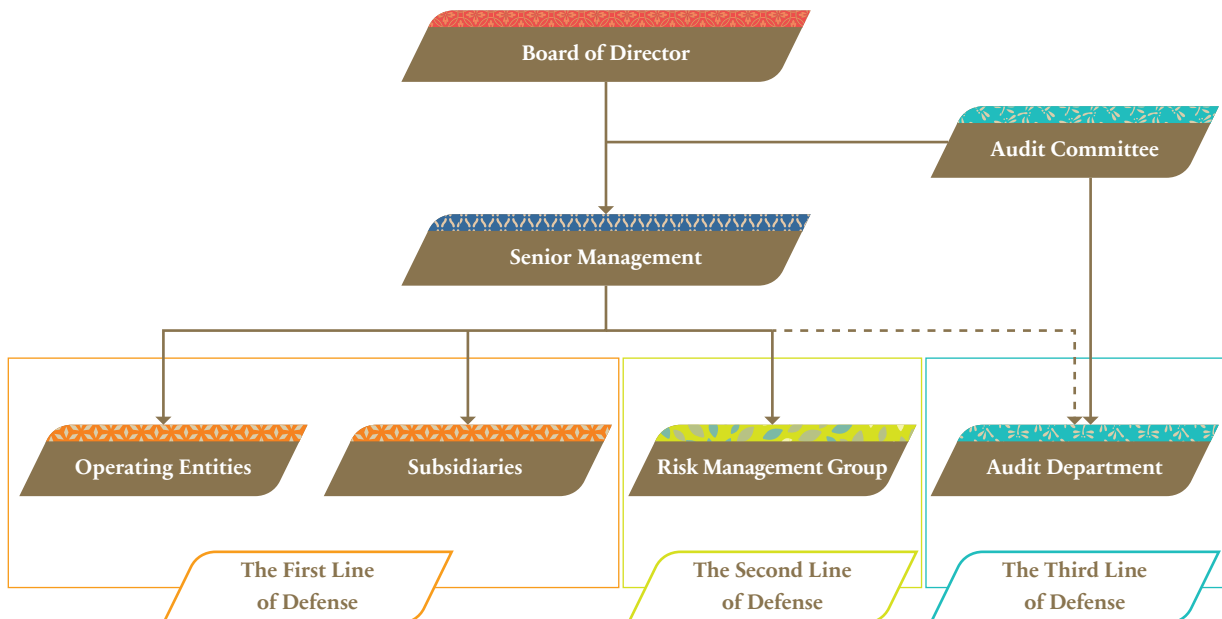 Board of Director
Audit Committee
Senior Management
Operating Entities
Subsidiaries
Risk Management Group
Audit Department
The First Line
of Defense
The Second Line
of Defense
The Third Line
of Defense